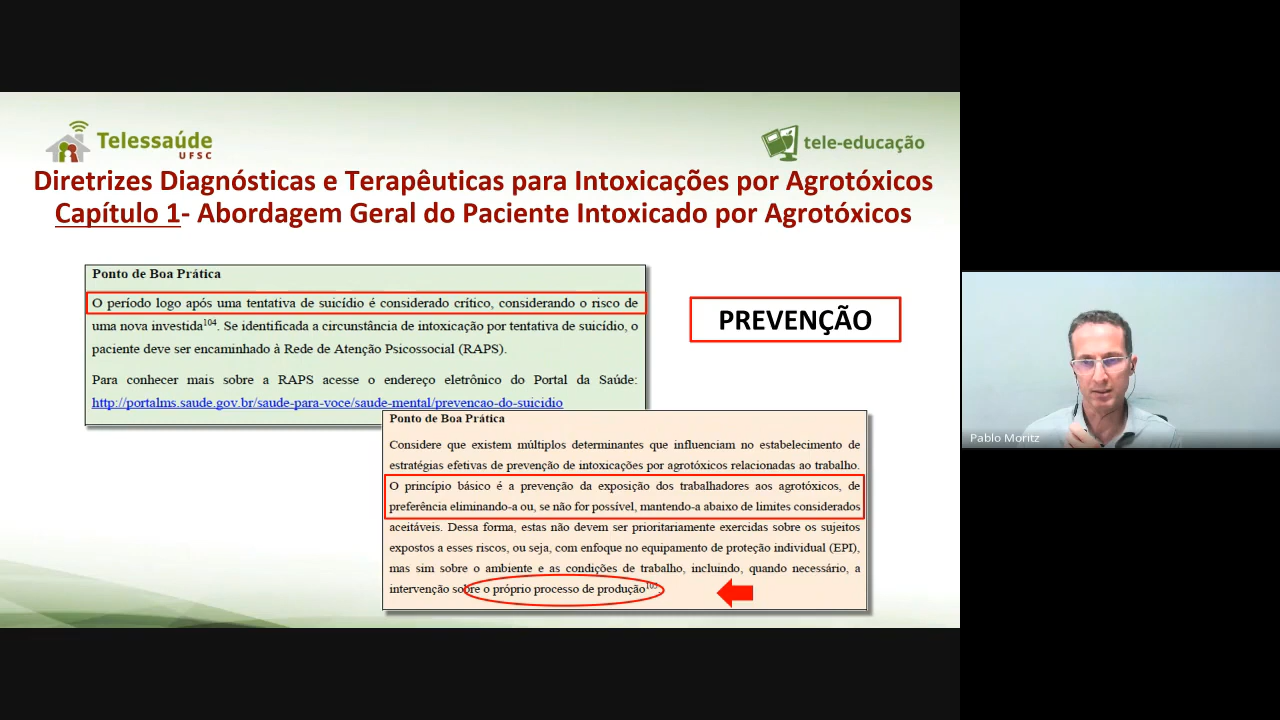 Telessaúde
UFSC
tele-educação
Diretrizes Diagnósticas e Terapêuticas para Intoxicações por Agrotóxicos
Capítulo 1- Abordagem Geral do Paciente Intoxicado por Agrotóxicos
Ponto de Boa Prática
O período logo após uma tentativa de suicídio é considerado crítico, considerando o risco de
uma nova investida104. Se identificada a circunstância de intoxicação por tentativa de suicídio, o
paciente deve ser encaminhado à Rede de Atenção Psicossocial (RAPS).
Para conhecer mais sobre a RAPS acesse o endereço eletrônico do Portal da Saúde:
http://portalms.saude.gov.br/saude-para-voce/saude-mental/prevencao-do-suicidio
PREVENÇÃO
Ponto de Boa Prática
Considere que existem múltiplos determinantes que influenciam no estabelecimento de
estratégias efetivas de prevenção de intoxicações por agrotóxicos relacionadas ao trabalho.
O princípio básico é a prevenção da exposição dos trabalhadores aos agrotóxicos, de
preferência eliminando-a ou, se não for possível, mantendo-a abaixo de limites considerados
aceitáveis. Dessa forma, estas não devem ser prioritariamente exercidas sobre os sujeitos
expostos a esses riscos, ou seja, com enfoque no equipamento de proteção individual (EPI),
mas sim sobre o ambiente e as condições de trabalho, incluindo, quando necessário, a
intervenção sobre o próprio processo de produção105
Pablo Moritz